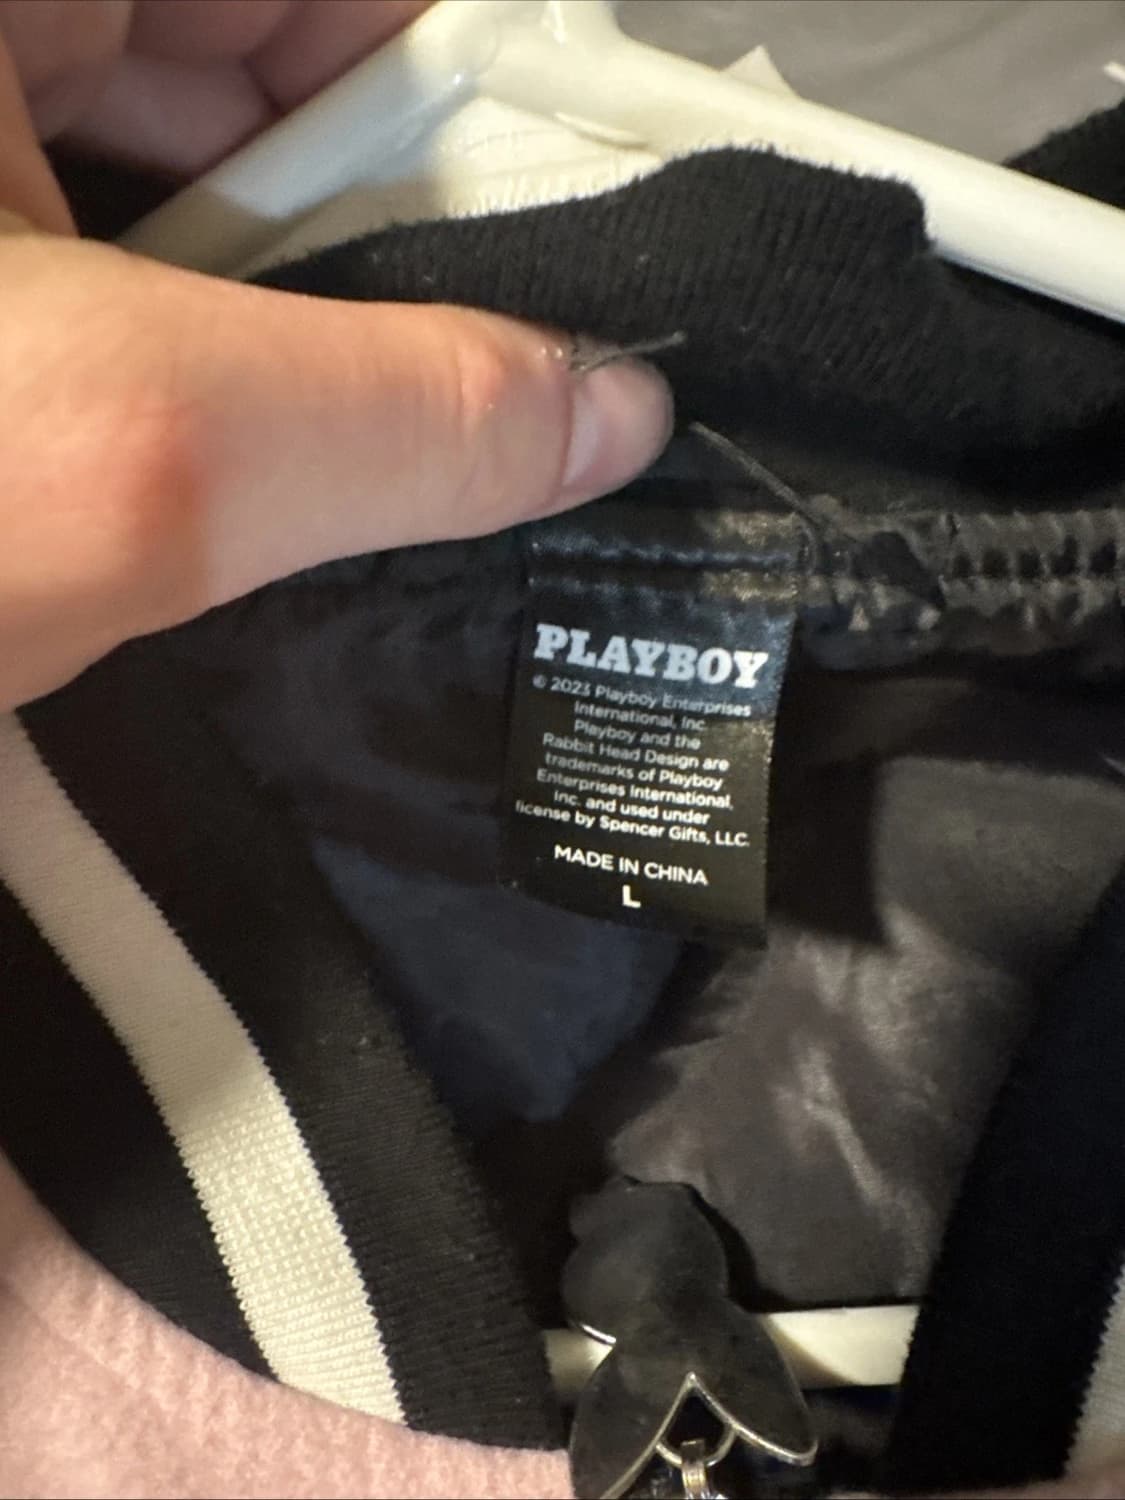 PLAYBOY
© 2023 Playboy Enterprises
International, Inc.
Playboy and the
Rabbit Head Design are
trademarks of Playboy
Enterprises International,
Inc. and used under
license by Spencer Gifts, LLC.
MADE IN CHINA
L